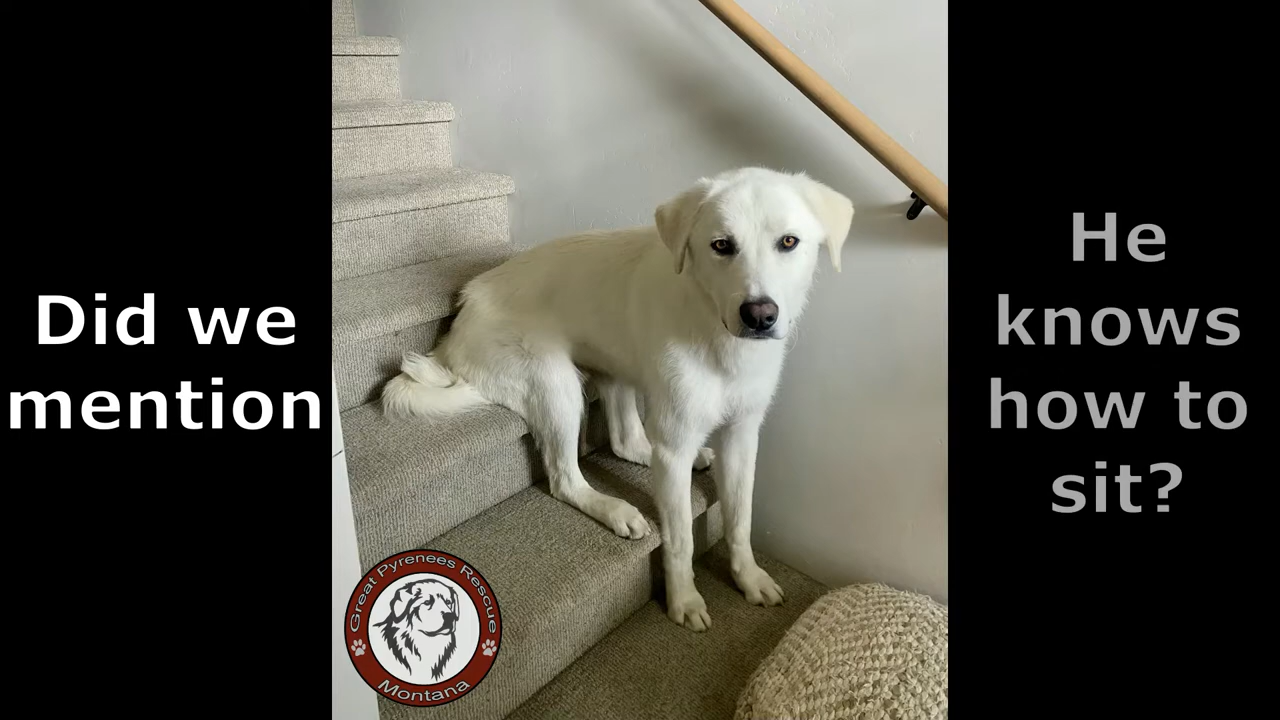 Did we
mention
He
knows
how to
sit?
Great Pyrenees Rescue
Montana